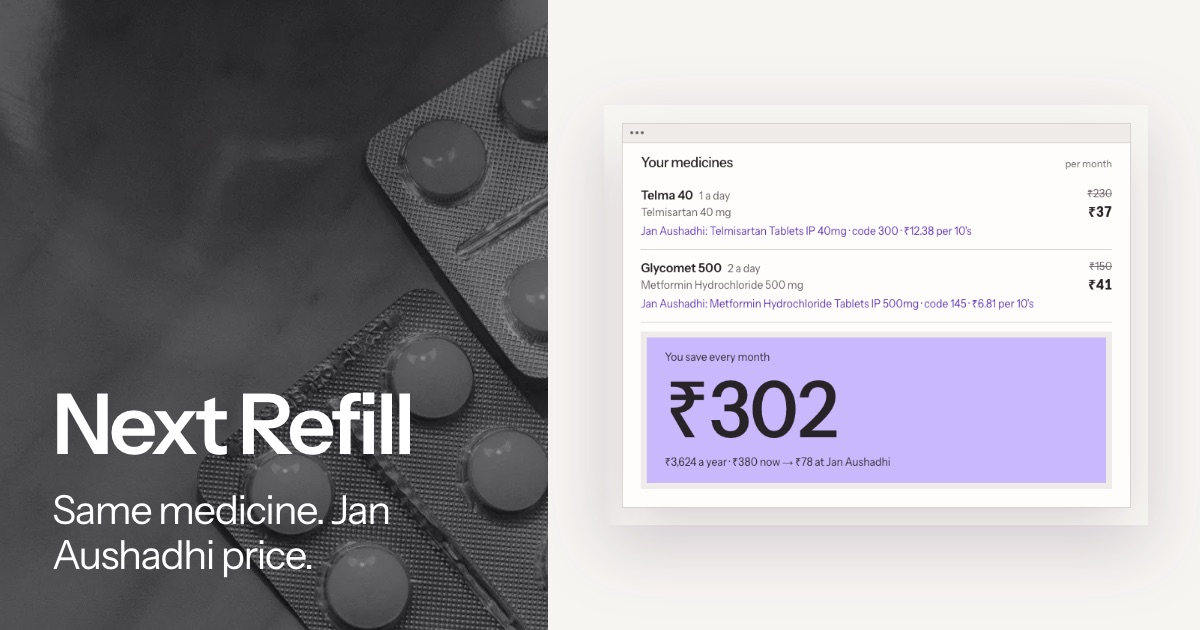 Next Refill
Same medicine. Jan
Aushadhi price.
Your medicines
per month
Telma 40 1 a day
₹230
Telmisartan 40 mg
₹37
Jan Aushadhi: Telmisartan Tablets IP 40mg · code 300 · ₹12.38 per 10's
Glycomet 500 2 a day
₹150
Metformin Hydrochloride 500 mg
₹41
Jan Aushadhi: Metformin Hydrochloride Tablets IP 500mg · code 145 · ₹6.81 per 10's
You save every month
₹302
₹3,624 a year · ₹380 now → ₹78 at Jan Aushadhi